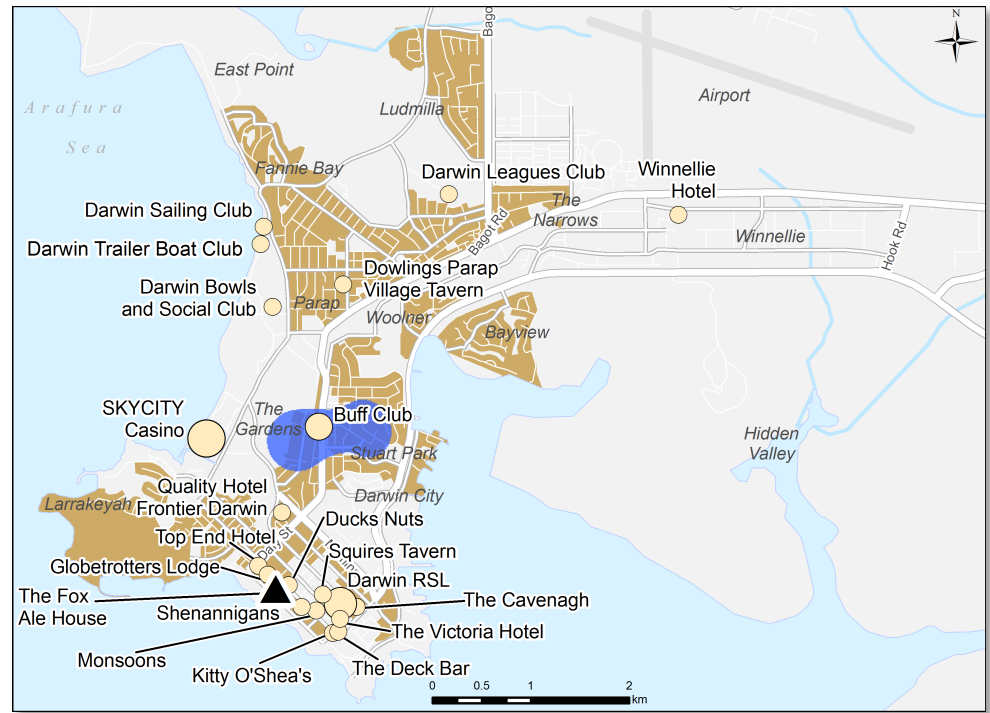 N
Bago
East Point
Airport
Arafura
Sea
Ludmilla
Fannie Bay
Darwin Leagues Club
Winnellie
Hotel
The
Narrows
Darwin Sailing Club
Bagot Rd
Winnellie
Hook Rd
Darwin Trailer Boat Club
Dowlings Parap
Village Tavern
Darwin Bowls
and Social Club
Parap
Woolner
Bayview
SKYCITY
Casino
The
Gardens
Buff Club
Stuart Park
Hidden
Valley
Quality Hotel
Frontier Darwin
Darwin City
Larrakeyah
Ducks Nuts
Top End Hotel
Daly St
Squires Tavern
Globetrotters Lodge
Darwin RSL
The Fox
Ale House
Shenannigans
The Cavenagh
The Victoria Hotel
Monsoons
Kitty O'Shea's
The Deck Bar
0 0.5 1 2
km